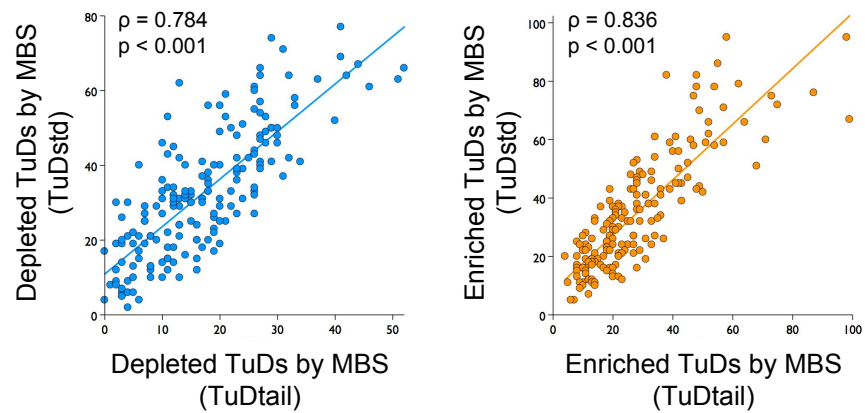 ρ = 0.784
p < 0.001
Depleted TuDs by MBS
(TuDstd)
80
60
40
20
0
0
10
20
30
40
50
Depleted TuDs by MBS
(TuDtail)
ρ = 0.836
p < 0.001
Enriched TuDs by MBS
(TuDstd)
100
80
60
40
20
0
0
20
40
60
80
100
Enriched TuDs by MBS
(TuDtail)